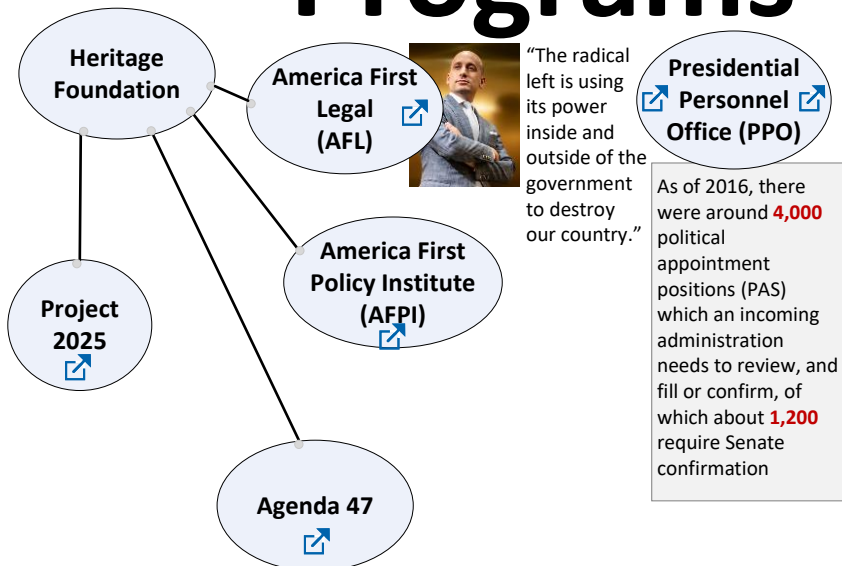 Programs
Heritage
Foundation
America First
Legal
(AFL)
“The radical
left is using
its power
inside and
outside of the
government
to destroy
our country.”
Presidential
Personnel
Office (PPO)
As of 2016, there
were around 4,000
political
appointment
positions (PAS)
which an incoming
administration
needs to review, and
fill or confirm, of
which about 1,200
require Senate
confirmation
America First
Policy Institute
(AFPI)
Project
2025
Agenda 47